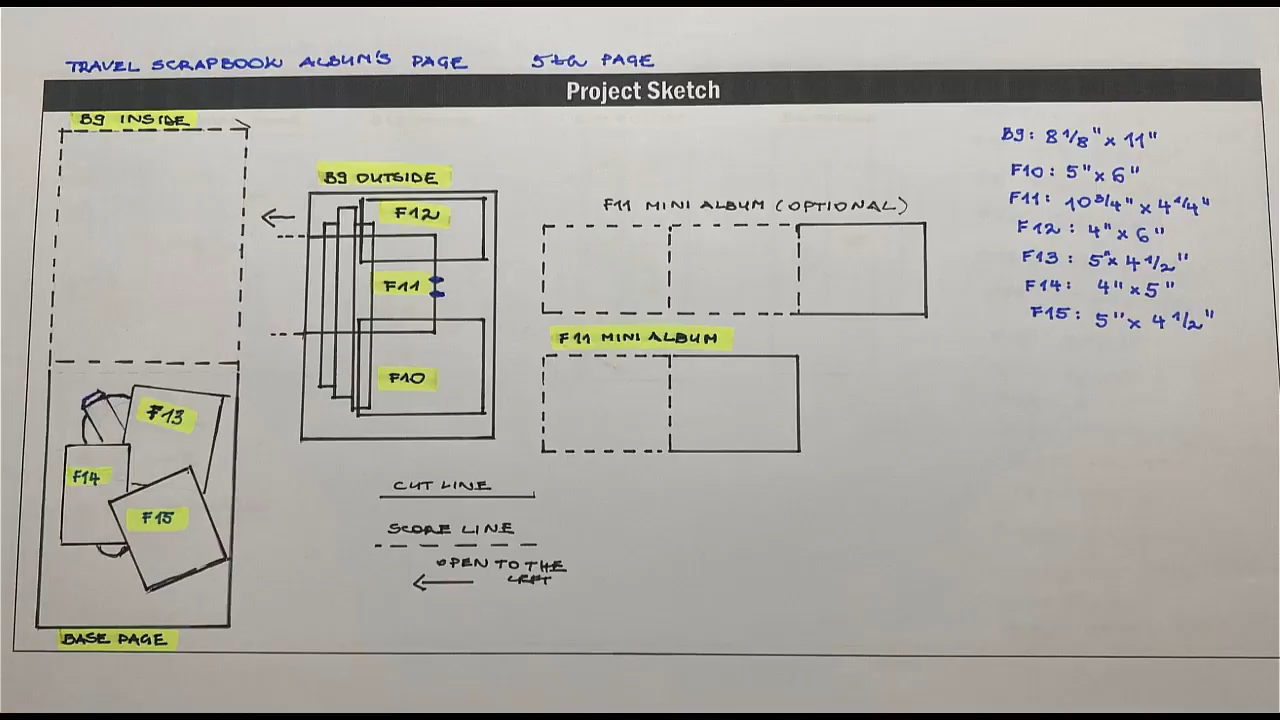 TRAVEL SCRAPBOOK ALBUM'S PAGE 5th PAGE
Project Sketch
B9 INSIDE
B9 OUTSIDE
F12
F11
F10
F13
F14
F15
BASE PAGE
F11 MINI ALBUM (OPTIONAL)
F11 MINI ALBUM
CUT LINE
SCORE LINE
OPEN TO THE
LEFT
B9: 8 1/8" x 11"
F10: 5" x 6"
F11: 10 3/4" x 4 1/4"
F12: 4" x 6"
F13: 5" x 4 1/2"
F14: 4" x 5"
F15: 5" x 4 1/2"